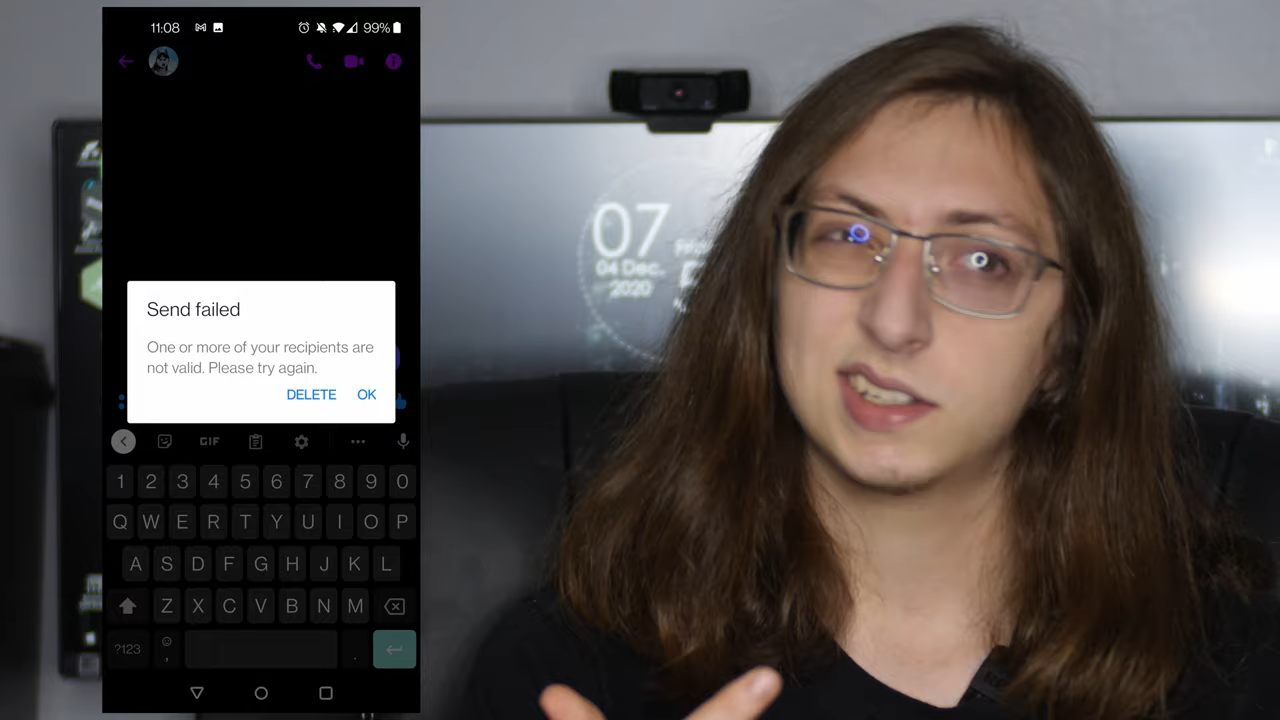 11:08
99%
Send failed
One or more of your recipients are
not valid. Please try again.
DELETE OK
GIF
1 2 3 4 5 6 7 8 9 0
Q W E R T Y U I O P
A S D F G H J K L
Z X C V B N M
?123 , .
07
04 Dec.
2020